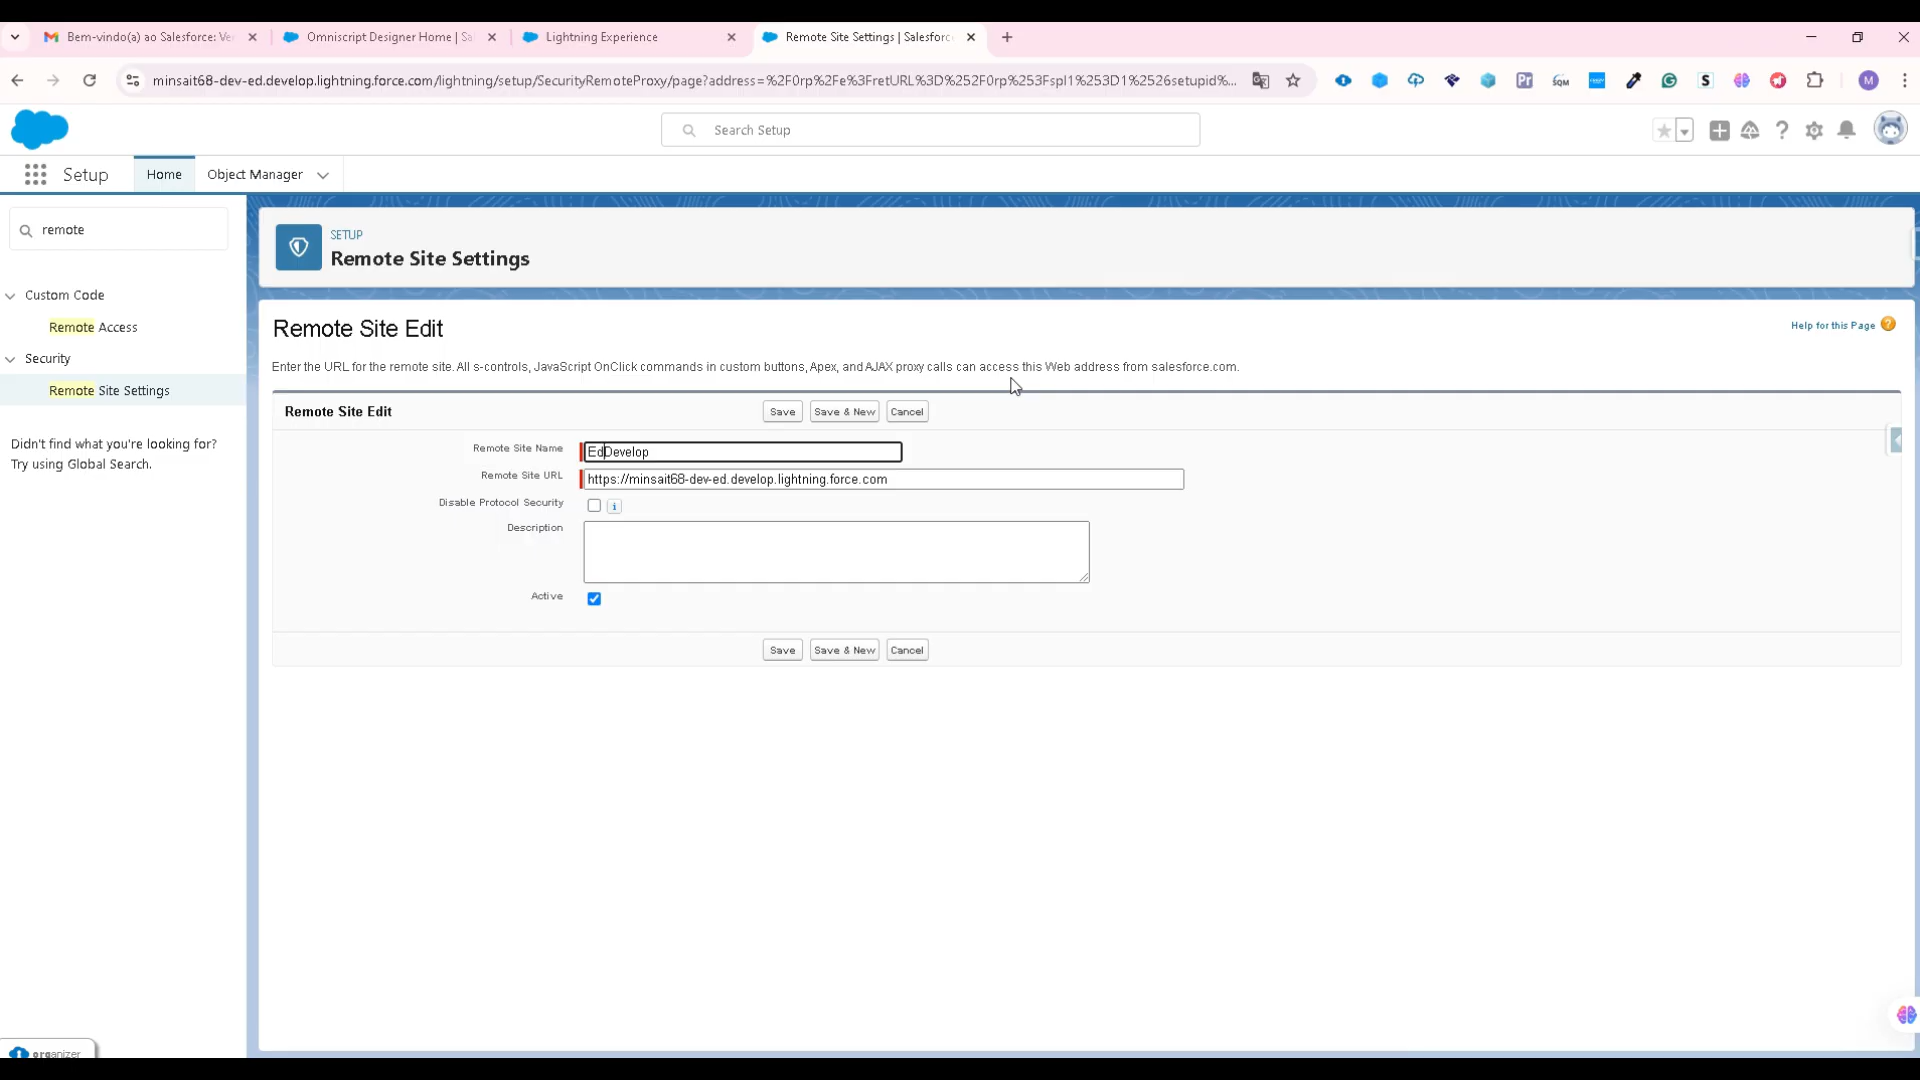 Bem-vindo(a) ao Salesforce: Ve
Omniscript Designer Home | Sa
Lightning Experience
Remote Site Settings | Salesforc
minsait68-dev-ed.develop.lightning.force.com/lightning/setup/SecurityRemoteProxy/page?address=%2F0rp%2Fe%3FretURL%3D%252F0rp%253Fspl1%253D1%2526setupid%...
Search Setup
Setup
Home
Object Manager
remote
Custom Code
Remote Access
Security
Remote Site Settings
Didn't find what you're looking for?
Try using Global Search.
SETUP
Remote Site Settings
Remote Site Edit
Help for this Page
Enter the URL for the remote site. All s-controls, JavaScript OnClick commands in custom buttons, Apex, and AJAX proxy calls can access this Web address from salesforce.com.
Remote Site Edit
Save
Save & New
Cancel
Remote Site Name
EdDevelop
Remote Site URL
https://minsait68-dev-ed.develop.lightning.force.com
Disable Protocol Security
i
Description
Active
Save
Save & New
Cancel
organizer
Pr
SQM
S
M